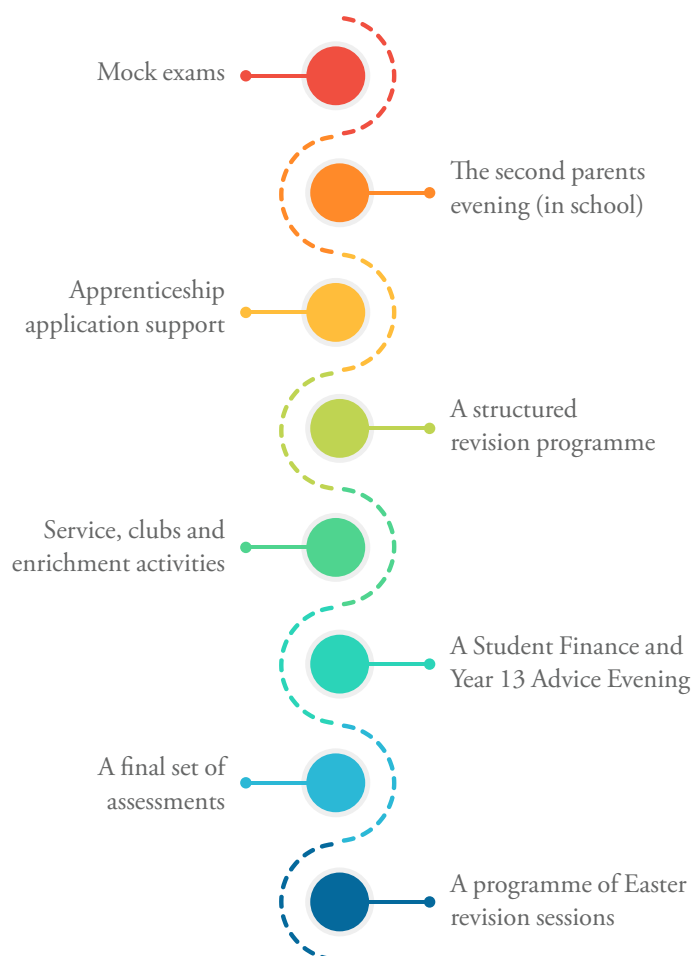 Mock exams
The second parents
evening (in school)
Apprenticeship
application support
A structured
revision programme
Service, clubs and
enrichment activities
A Student Finance and
Year 13 Advice Evening
A final set of
assessments
A programme of Easter
revision sessions